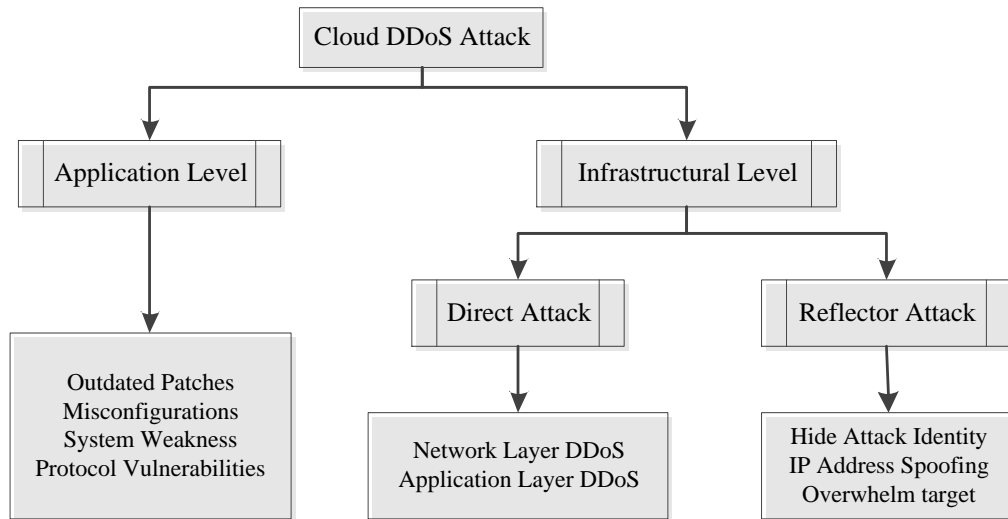 Cloud DDoS Attack
Application Level
Infrastructural Level
Direct Attack
Reflector Attack
Outdated Patches
Misconfigurations
System Weakness
Protocol Vulnerabilities
Network Layer DDoS
Application Layer DDoS
Hide Attack Identity
IP Address Spoofing
Overwhelm target